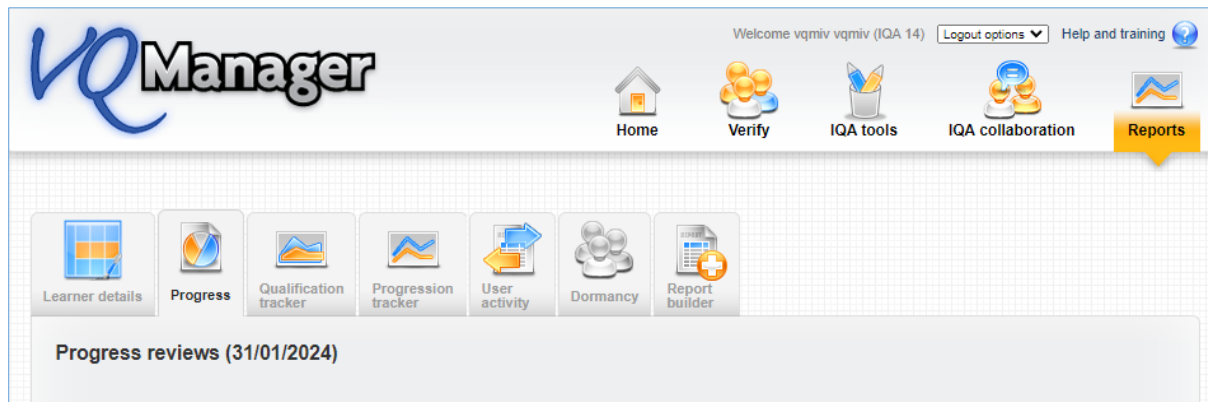 VQManager
Welcome vqmiv vqmiv (IQA 14) Logout options Help and training ?
Home Verify IQA tools IQA collaboration Reports
Learner details Progress Qualification tracker Progression tracker User activity Dormancy Report builder
Progress reviews (31/01/2024)